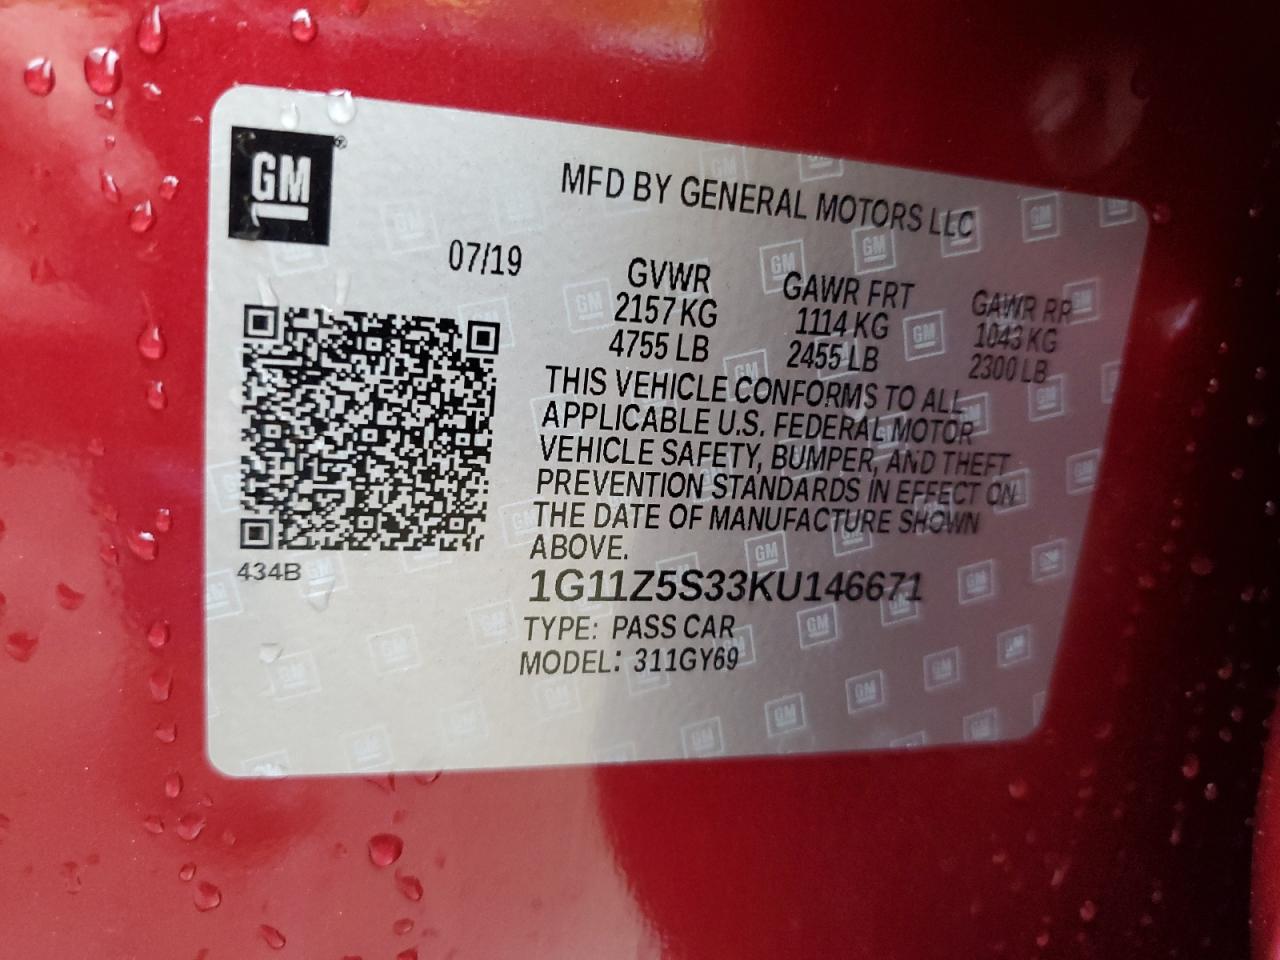 GM
MFD BY GENERAL MOTORS LLC
07/19
GVWR
2157 KG
4755 LB
GAWR FRT
1114 KG
2455 LB
GAWR RR
1043 KG
2300 LB
THIS VEHICLE CONFORMS TO ALL
APPLICABLE U.S. FEDERAL MOTOR
VEHICLE SAFETY, BUMPER, AND THEFT
PREVENTION STANDARDS IN EFFECT ON
THE DATE OF MANUFACTURE SHOWN
ABOVE.
434B
1G11Z5S33KU146671
TYPE: PASS CAR
MODEL: 311GY69